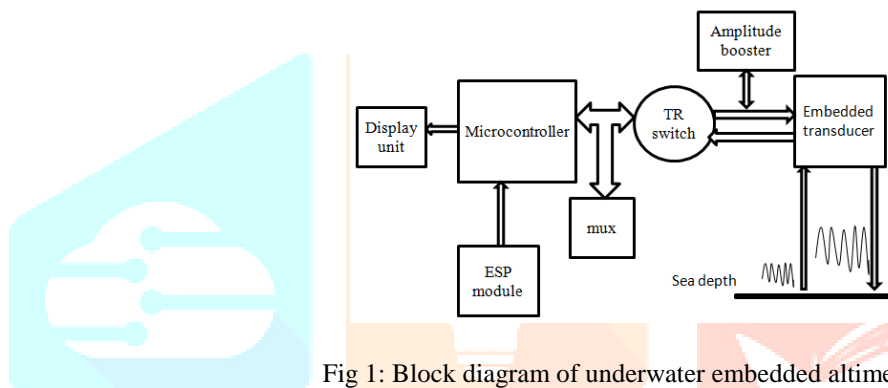 Amplitude
booster
Display
unit
Microcontroller
TR
switch
Embedded
transducer
mux
ESP
module
Sea depth
Fig 1: Block diagram of underwater embedded altime